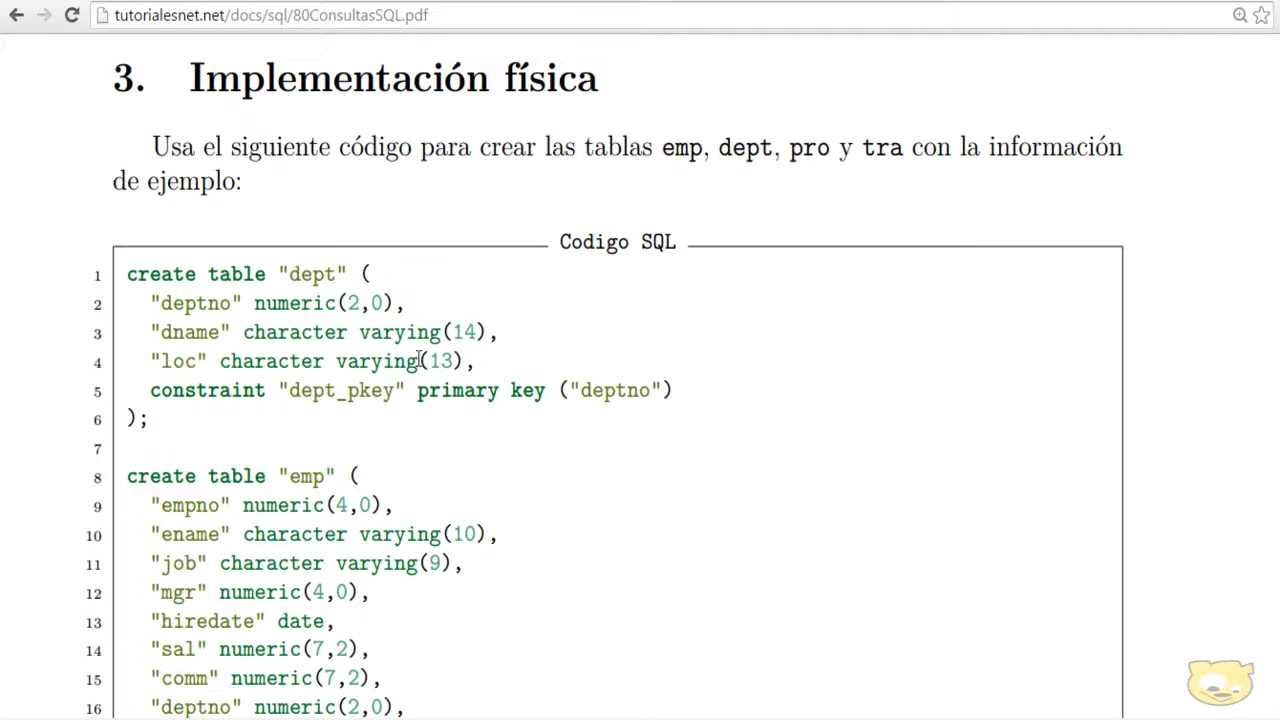 tutorialesnet.net/docs/sql/80ConsultasSQL.pdf
3. Implementación física
Usa el siguiente código para crear las tablas emp, dept, pro y tra con la información
de ejemplo:
Codigo SQL
1 create table "dept" (
2 "deptno" numeric(2,0),
3 "dname" character varying(14),
4 "loc" character varying(13),
5 constraint "dept_pkey" primary key ("deptno")
6 );
7
8 create table "emp" (
9 "empno" numeric(4,0),
10 "ename" character varying(10),
11 "job" character varying(9),
12 "mgr" numeric(4,0),
13 "hiredate" date,
14 "sal" numeric(7,2),
15 "comm" numeric(7,2),
16 "deptno" numeric(2,0),